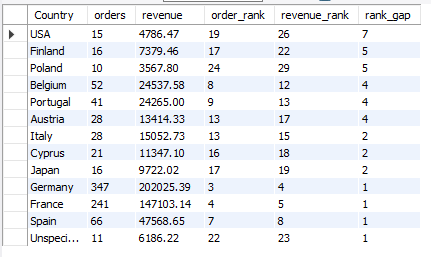 Country orders revenue order_rank revenue_rank rank_gap
USA 15 4786.47 19 26 7
Finland 16 7379.46 17 22 5
Poland 10 3567.80 24 29 5
Belgium 52 24537.58 8 12 4
Portugal 41 24265.00 9 13 4
Austria 28 13414.33 13 17 4
Italy 28 15052.73 13 15 2
Cyprus 21 11347.10 16 18 2
Japan 16 9722.02 17 19 2
Germany 347 202025.39 3 4 1
France 241 147103.14 4 5 1
Spain 66 47568.65 7 8 1
Unspeci... 11 6186.22 22 23 1